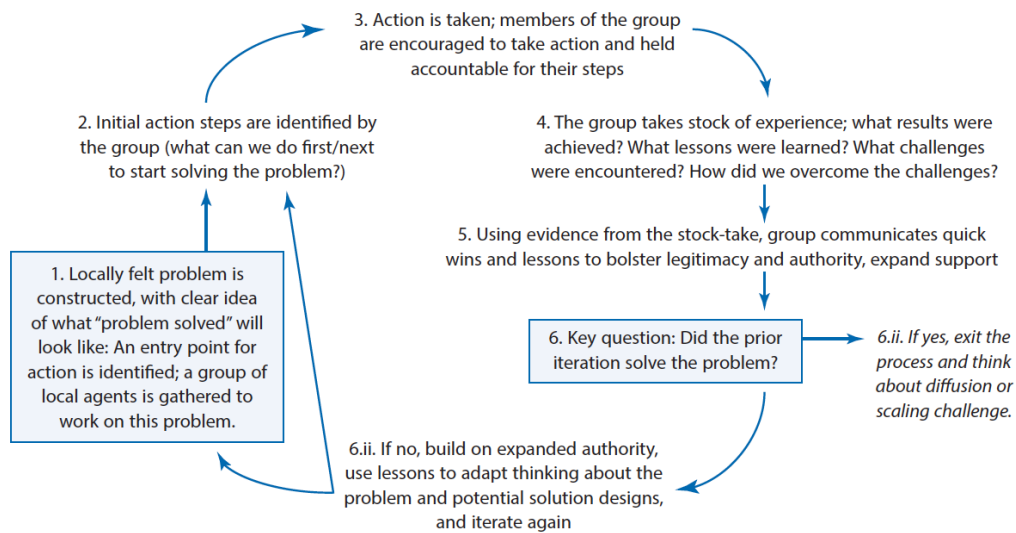 1. Locally felt problem is
constructed, with clear idea
of what “problem solved” will
look like: An entry point for
action is identified; a group of
local agents is gathered to
work on this problem.
2. Initial action steps are identified by
the group (what can we do first/next
to start solving the problem?)
3. Action is taken; members of the group
are encouraged to take action and held
accountable for their steps
4. The group takes stock of experience; what results were
achieved? What lessons were learned? What challenges
were encountered? How did we overcome the challenges?
5. Using evidence from the stock-take, group communicates quick
wins and lessons to bolster legitimacy and authority, expand support
6. Key question: Did the prior
iteration solve the problem?
6.ii. If yes, exit the
process and think
about diffusion or
scaling challenge.
6.ii. If no, build on expanded authority,
use lessons to adapt thinking about the
problem and potential solution designs,
and iterate again